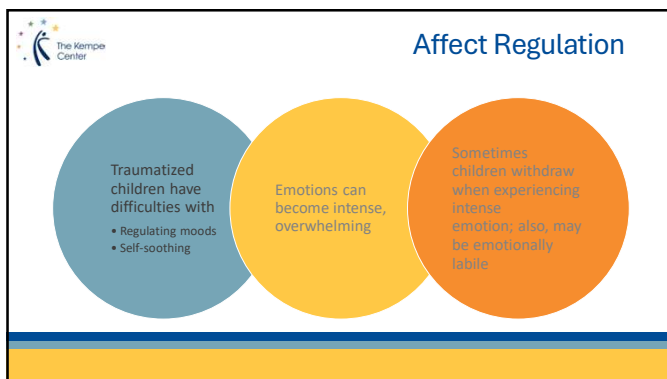 The Kempe
Center
Affect Regulation
Traumatized
children have
difficulties with
• Regulating moods
• Self-soothing
Emotions can
become intense,
overwhelming
Sometimes
children withdraw
when experiencing
intense
emotion; also, may
be emotionally
labile